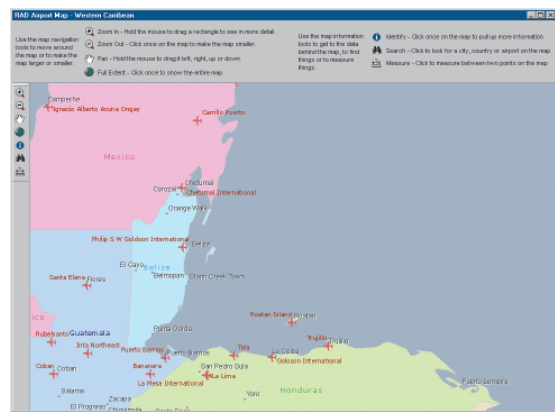 RAD Airport Map - Western Carribean
Use the map navigation
tools to move around
the map or to make the
map larger or smaller.
Zoom In - Hold the mouse to drag a rectangle to see in more detail.
Zoom Out - Click once on the map to make the map smaller.
Pan - Hold the mouse to drag it left, right, up or down
Full Extent - Click once to show the entire map
Use the map information
tools to get to the data
behind the map, to find
things or to measure
things.
Identify - Click once on the map to pull up more information
Search - Click to look for a city, country or airport on the map
Measure - Click to measure between two points on the map
Campeche
Ignacio Alberto Acuna Ongay
Carrillo Puerto
Mexico
Chetumal
Corozal
Chetumal International
Orange Walk
Philip S W Goldson International
Belize
El Cayo
Belize
Belmopan
Stann Creek Town
Santa Elena
Flores
Roatan Island
Roatan
ica
Punta Gorda
Rubelsanto
Guatemala
Inta Northeast
Puerto Barrios
Puerto Barrios
Tela
Trujillo
Trujillo
La Ceiba
Goloson International
Coban
Coban
Bananera
San Pedro Sula
La Mesa International
La Lima
Puerto Lempira
Salama
Yoro
Honduras
Zacapa
El Progreso